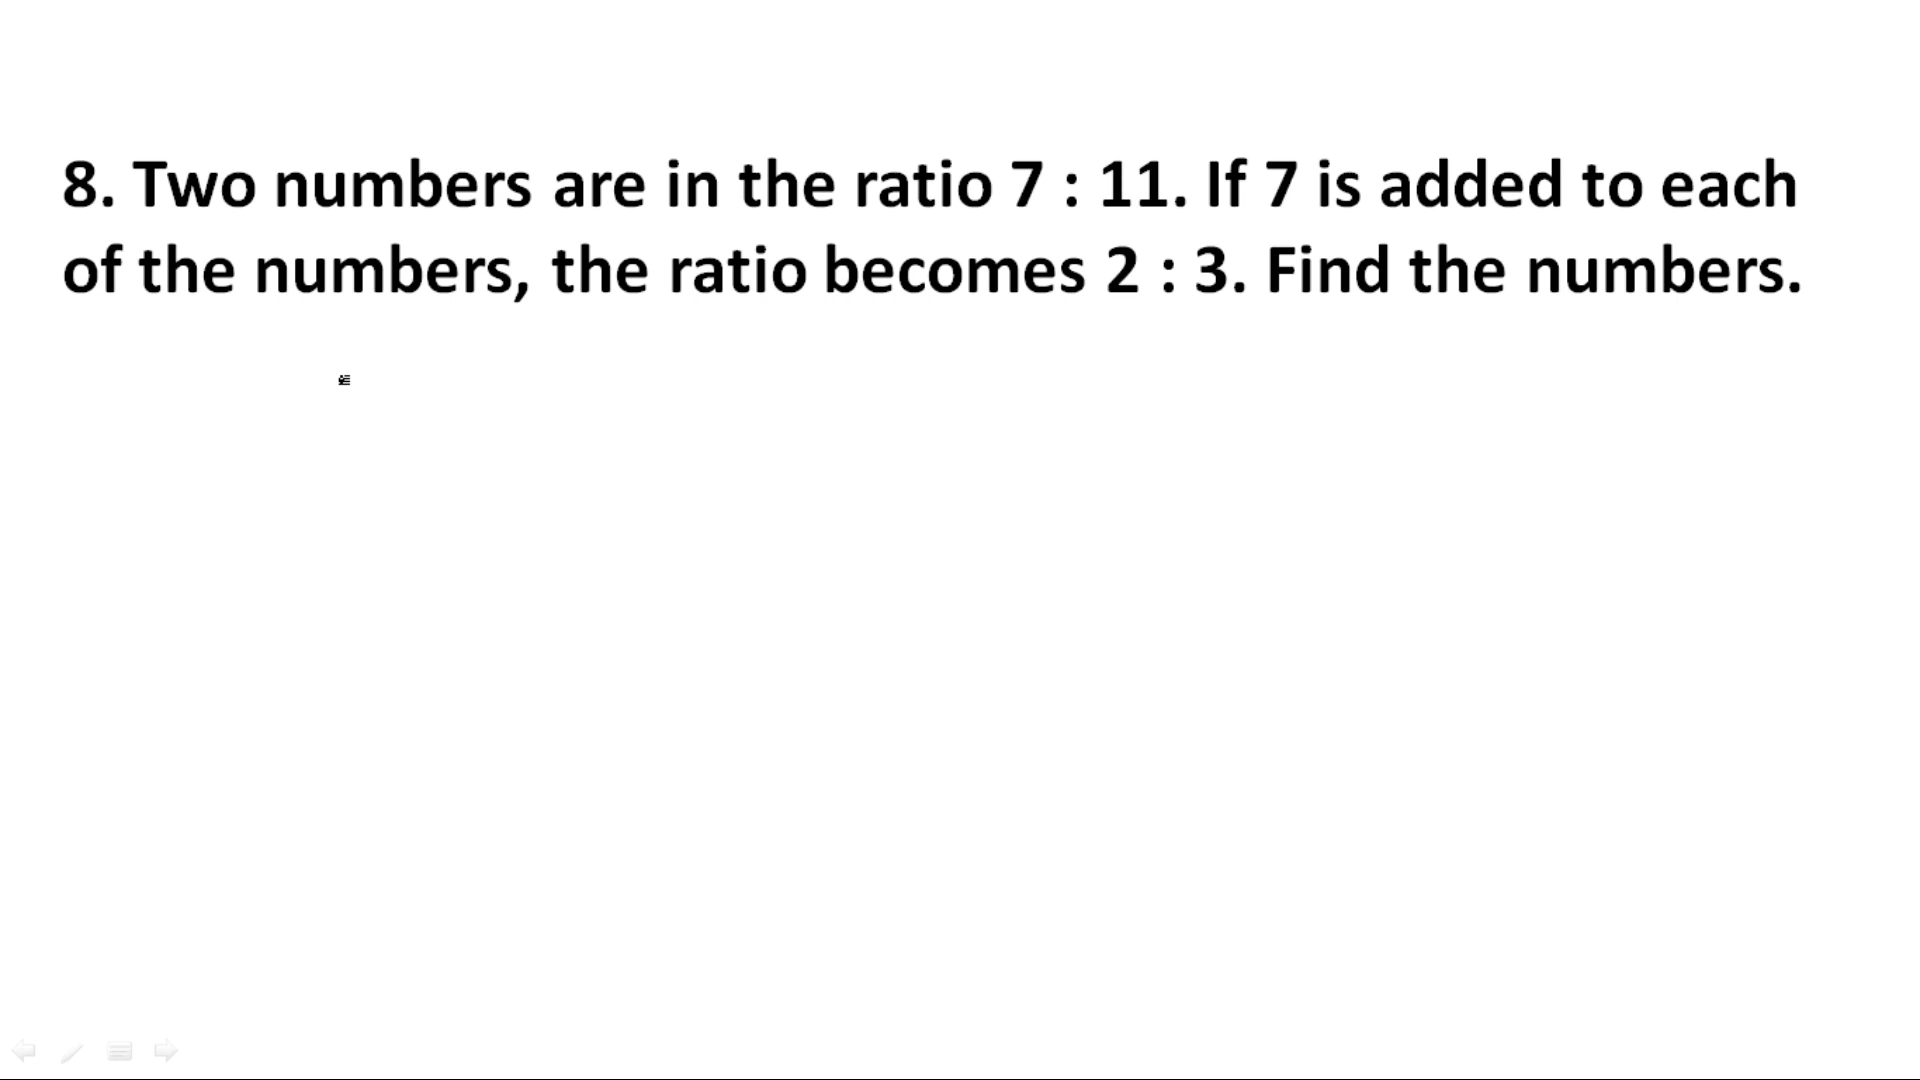 8. Two numbers are in the ratio 7 : 11. If 7 is added to each
of the numbers, the ratio becomes 2 : 3. Find the numbers.